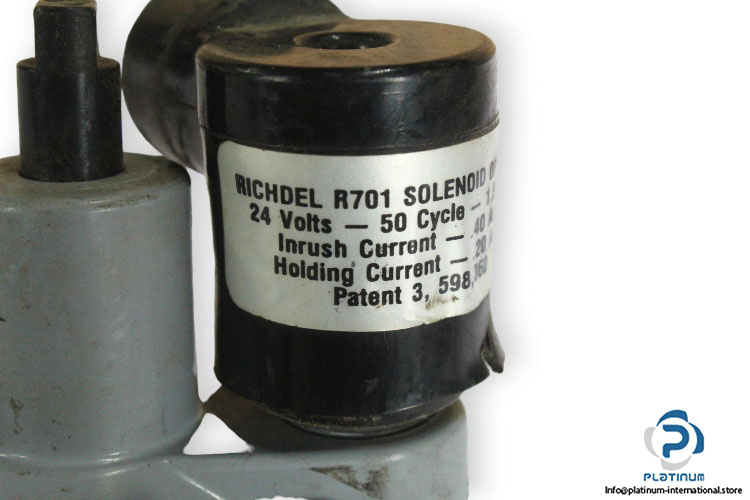 RICHDEL R701 SOLENOID
24 Volts — 50 Cycle —
Inrush Current — .40
Holding Current — .20
Patent 3, 598,360
PLATINUM
Info@platinum-international.store